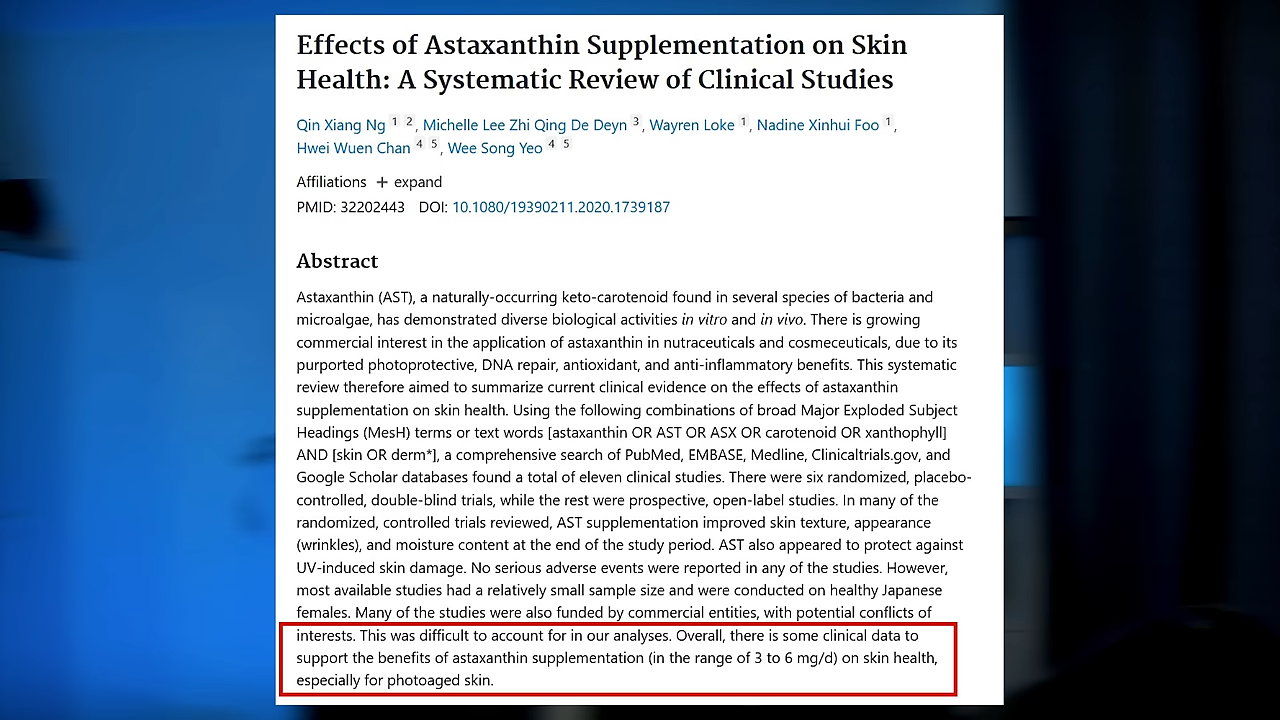 Effects of Astaxanthin Supplementation on Skin
Health: A Systematic Review of Clinical Studies
Qin Xiang Ng 1 2, Michelle Lee Zhi Qing De Deyn 3, Wayren Loke 1, Nadine Xinhui Foo 1,
Hwei Wuen Chan 4 5, Wee Song Yeo 4 5
Affiliations + expand
PMID: 32202443 DOI: 10.1080/19390211.2020.1739187
Abstract
Astaxanthin (AST), a naturally-occurring keto-carotenoid found in several species of bacteria and
microalgae, has demonstrated diverse biological activities in vitro and in vivo. There is growing
commercial interest in the application of astaxanthin in nutraceuticals and cosmeceuticals, due to its
purported photoprotective, DNA repair, antioxidant, and anti-inflammatory benefits. This systematic
review therefore aimed to summarize current clinical evidence on the effects of astaxanthin
supplementation on skin health. Using the following combinations of broad Major Exploded Subject
Headings (MesH) terms or text words [astaxanthin OR AST OR ASX OR carotenoid OR xanthophyll]
AND [skin OR derm*], a comprehensive search of PubMed, EMBASE, Medline, Clinicaltrials.gov, and
Google Scholar databases found a total of eleven clinical studies. There were six randomized, placebo-
controlled, double-blind trials, while the rest were prospective, open-label studies. In many of the
randomized, controlled trials reviewed, AST supplementation improved skin texture, appearance
(wrinkles), and moisture content at the end of the study period. AST also appeared to protect against
UV-induced skin damage. No serious adverse events were reported in any of the studies. However,
most available studies had a relatively small sample size and were conducted on healthy Japanese
females. Many of the studies were also funded by commercial entities, with potential conflicts of
interests. This was difficult to account for in our analyses. Overall, there is some clinical data to
support the benefits of astaxanthin supplementation (in the range of 3 to 6 mg/d) on skin health,
especially for photoaged skin.